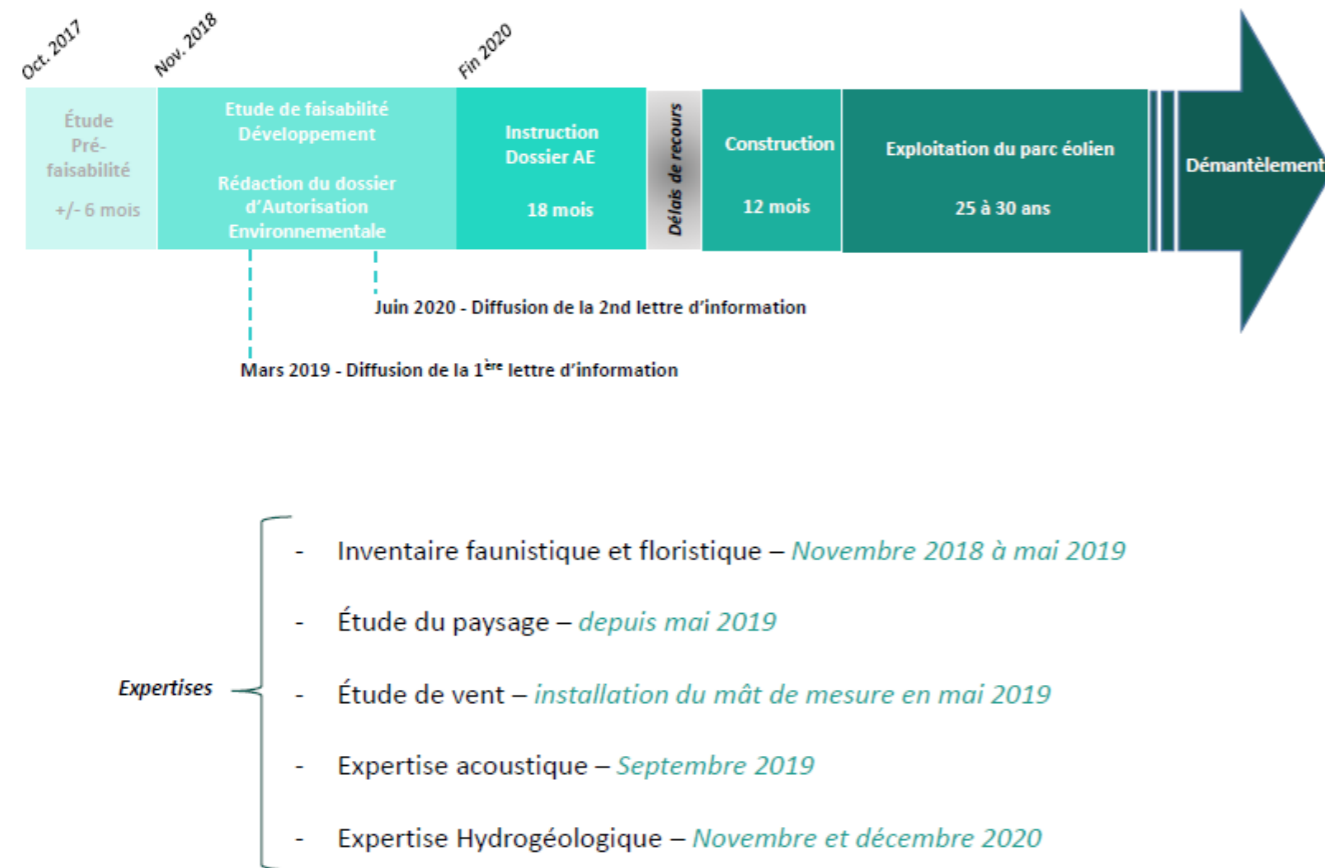 Oct. 2017
Nov. 2018
Fin 2020
Étude
Pré-
faisabilité
+/- 6 mois
Etude de faisabilité
Développement
Rédaction du dossier
d'Autorisation
Environnementale
Instruction
Dossier AE
18 mois
Délais de recours
Construction
12 mois
Exploitation du parc éolien
25 à 30 ans
Démantèlement
Juin 2020 - Diffusion de la 2nd lettre d'information
Mars 2019 - Diffusion de la 1ère lettre d'information
Expertises
- Inventaire faunistique et floristique – Novembre 2018 à mai 2019
- Étude du paysage – depuis mai 2019
- Étude de vent – installation du mât de mesure en mai 2019
- Expertise acoustique – Septembre 2019
- Expertise Hydrogéologique – Novembre et décembre 2020